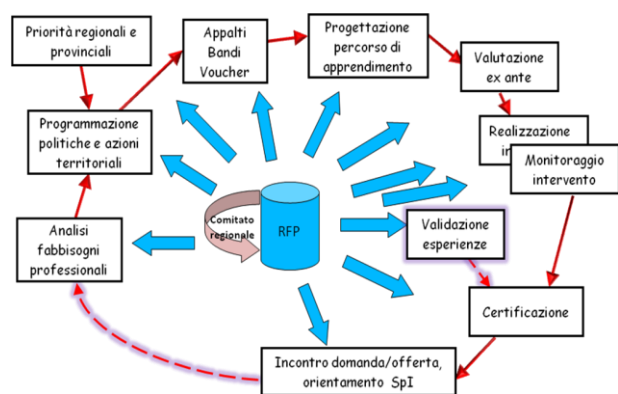 Priorità regionali e
provinciali
Appalti
Bandi
Voucher
Progettazione
percorso di
apprendimento
Valutazione
ex ante
Programmazione
politiche e azioni
territoriali
Realizzazione
Monitoraggio
intervento
Comitato
regionale
RFP
Validazione
esperienze
Analisi
fabbisogni
professionali
Certificazione
Incontro domanda/offerta,
orientamento SpI